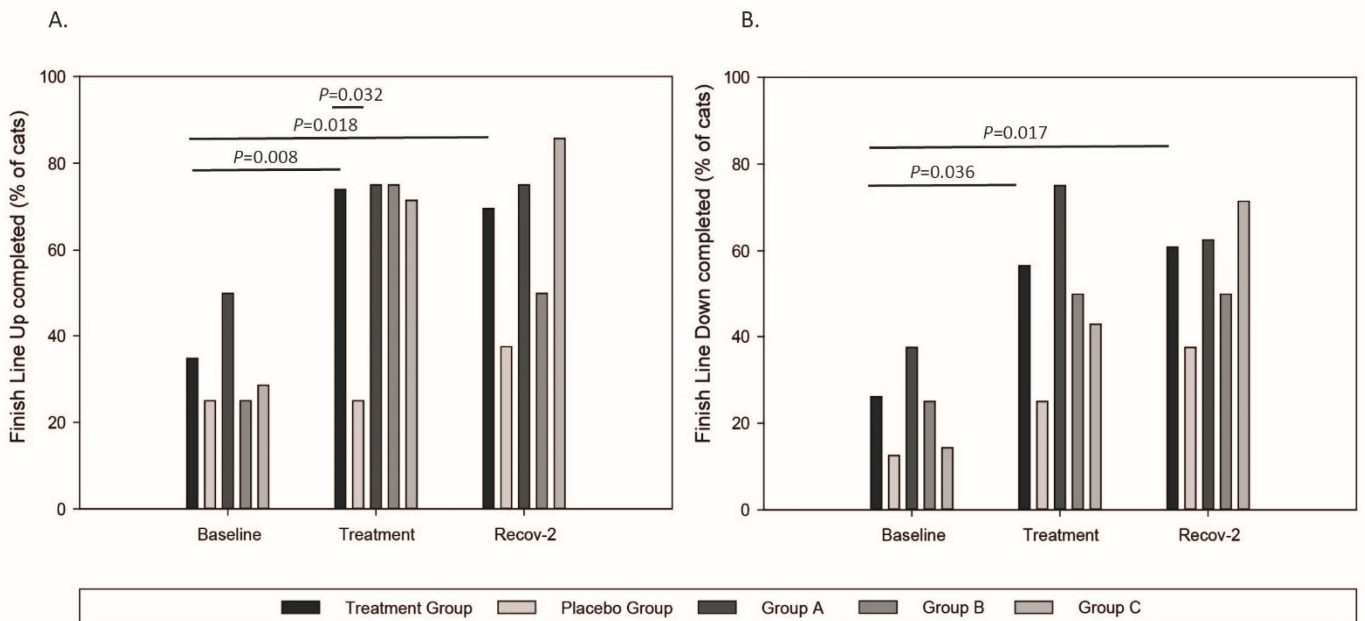 A.
Finish Line Up completed (% of cats)
100
80
60
40
20
0
P=0.032
P=0.018
P=0.008
Baseline Treatment Recov-2
B.
Finish Line Down completed (% of cats)
100
80
60
40
20
0
P=0.017
P=0.036
Baseline Treatment Recov-2
Treatment Group Placebo Group Group A Group B Group C